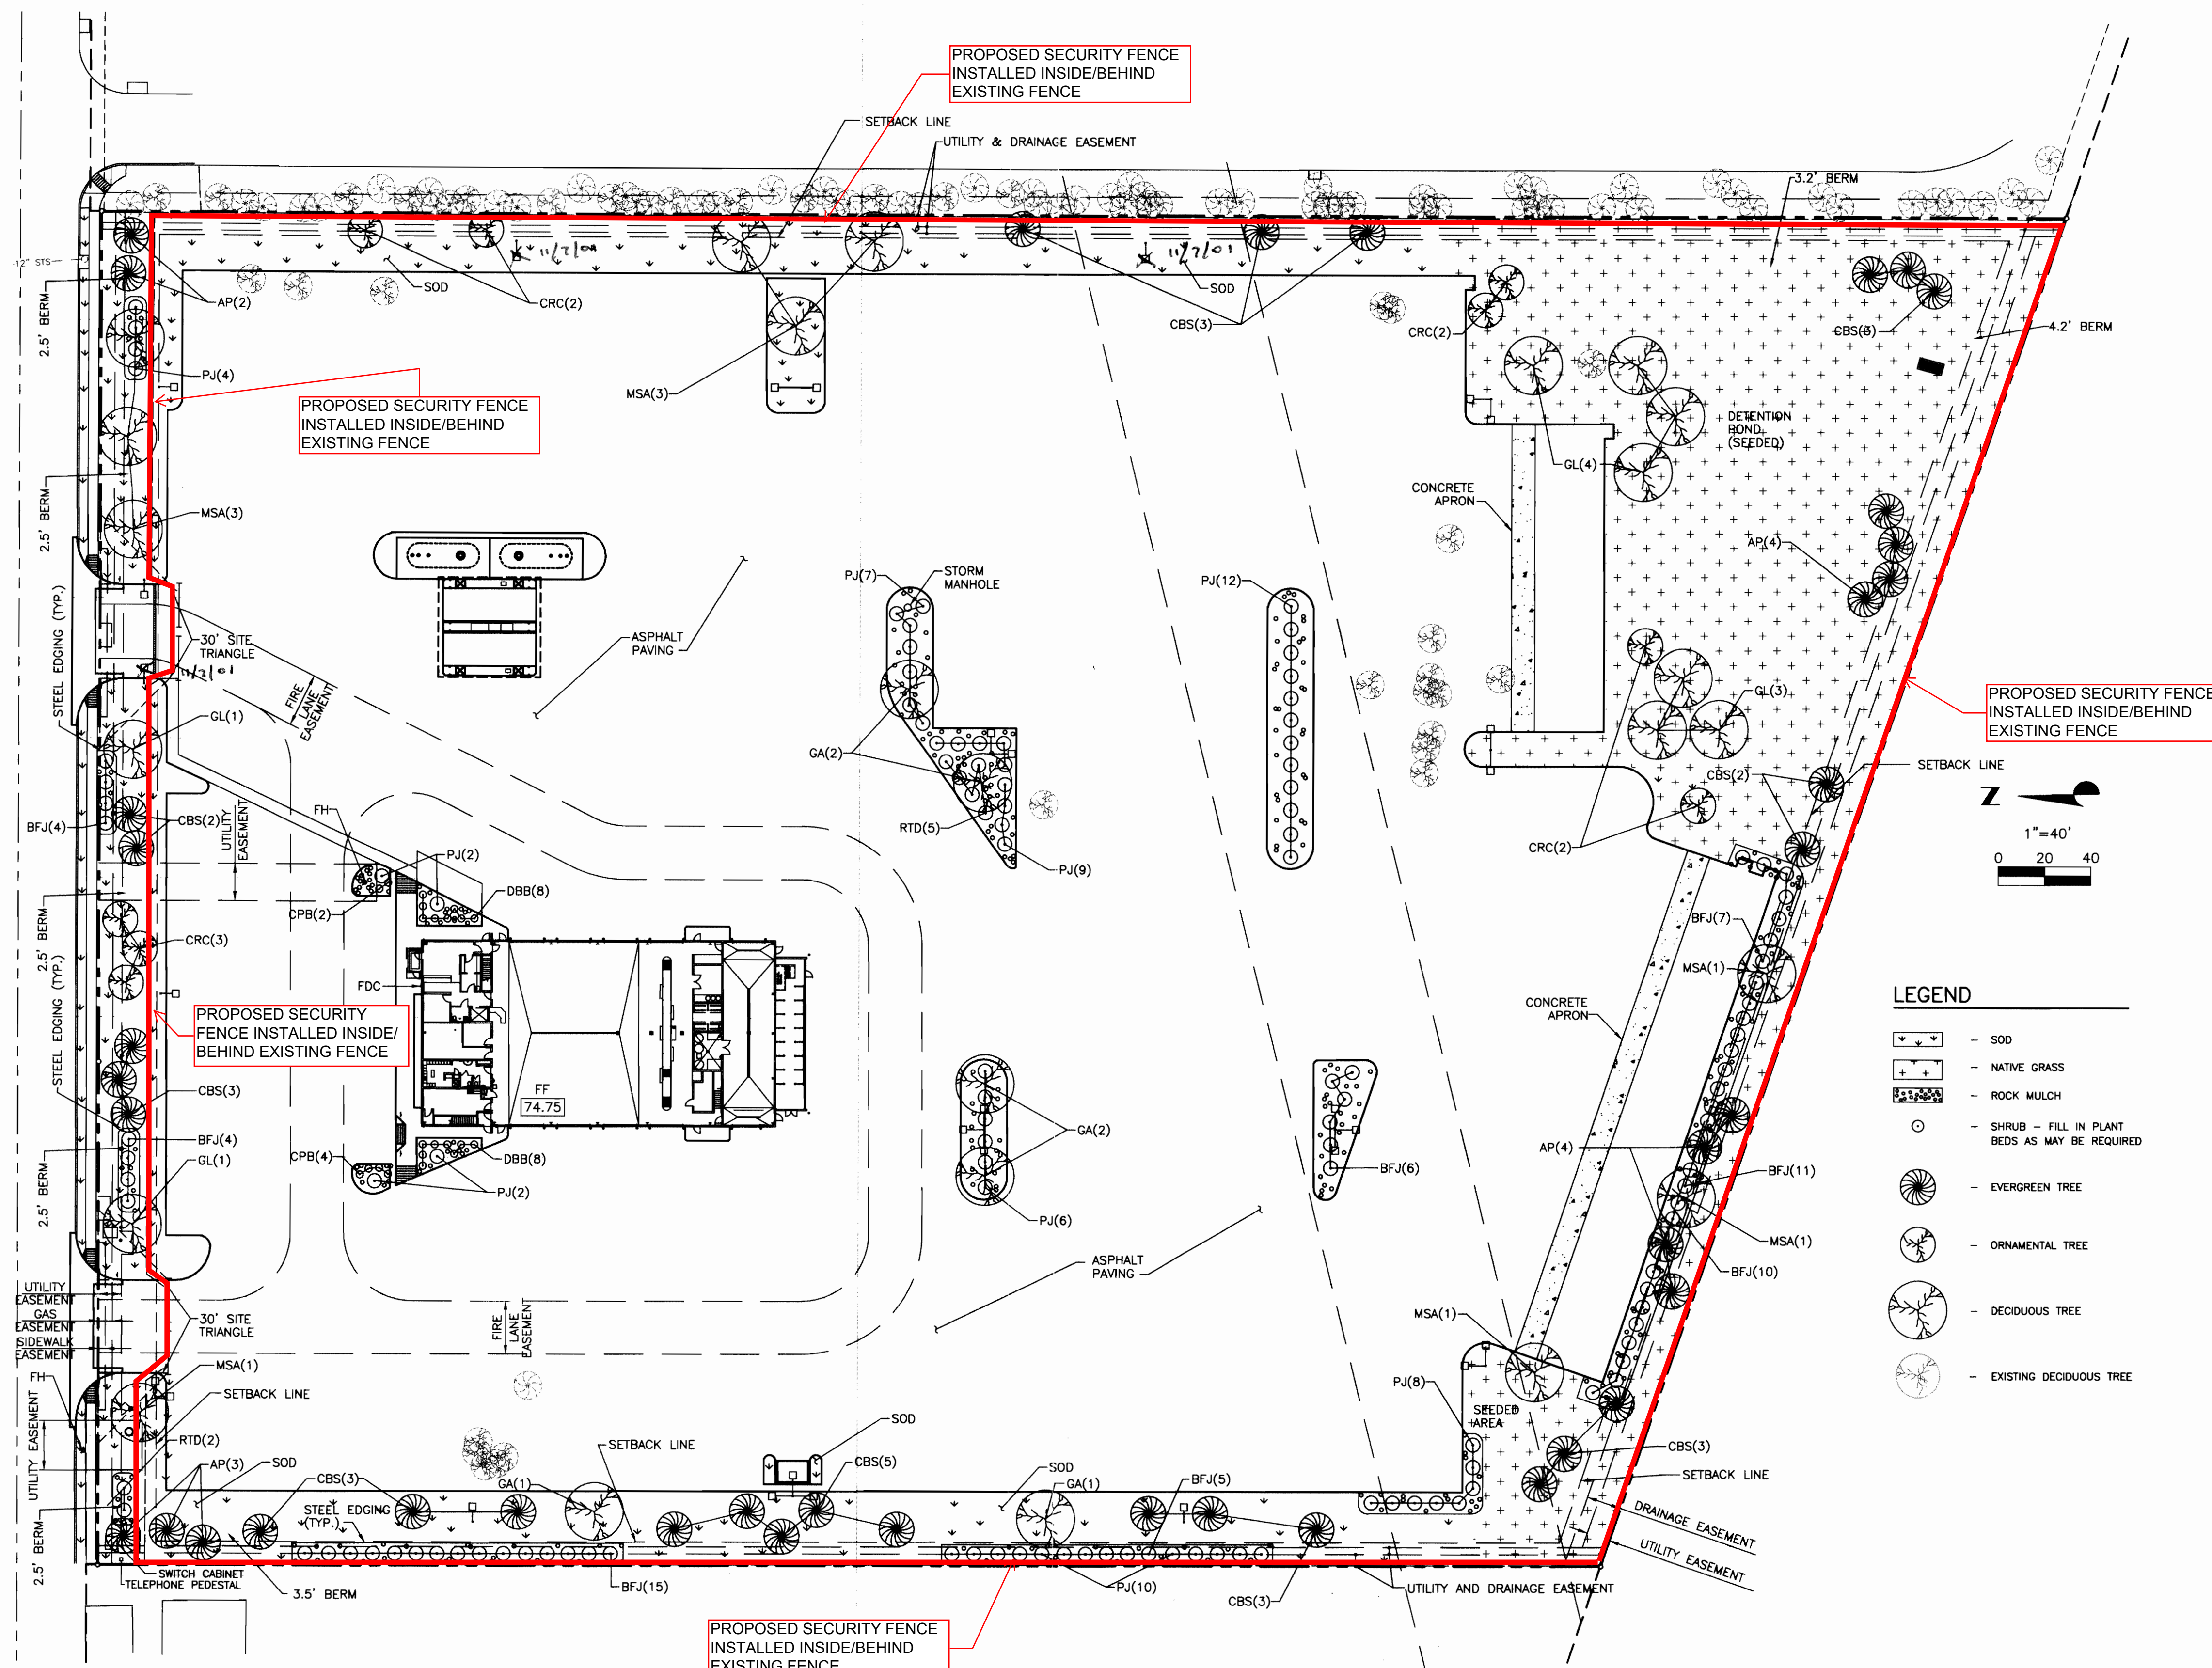 PROPOSED SECURITY FENCE
INSTALLED INSIDE/BEHIND
EXISTING FENCE
SETBACK LINE
UTILITY & DRAINAGE EASEMENT
3.2' BERM
12" STS
2.5' BERM
AP(2)
SOD
11/2/01
CRC(2)
11/2/01
SOD
CBS(3)
CRC(2)
CBS(3)
4.2' BERM
PJ(4)
MSA(3)
PROPOSED SECURITY FENCE
INSTALLED INSIDE/BEHIND
EXISTING FENCE
DETENTION
POND
(SEEDED)
GL(4)
2.5' BERM
MSA(3)
CONCRETE
APRON
AP(4)
STEEL EDGING (TYP.)
30' SITE
TRIANGLE
11/2/01
FIRE
LANE
EASEMENT
ASPHALT
PAVING
PJ(7)
STORM
MANHOLE
PJ(12)
GL(1)
GL(3)
PROPOSED SECURITY FENCE
INSTALLED INSIDE/BEHIND
EXISTING FENCE
GA(2)
CBS(2)
SETBACK LINE
Z
1"=40'
0 20 40
BFJ(4)
CBS(2)
UTILITY
EASEMENT
FH
RTD(5)
PJ(9)
CRC(2)
PJ(2)
DBB(8)
CPB(2)
2.5' BERM
CRC(3)
BFJ(7)
MSA(1)
FDC
STEEL EDGING (TYP.)
PROPOSED SECURITY
FENCE INSTALLED INSIDE/
BEHIND EXISTING FENCE
CONCRETE
APRON
FF
74.75
CBS(3)
BFJ(4)
GL(1)
GA(2)
CPB(4)
DBB(8)
PJ(2)
BFJ(6)
PJ(6)
AP(4)
BFJ(11)
MSA(1)
BFJ(10)
2.5' BERM
LEGEND
- SOD
- NATIVE GRASS
- ROCK MULCH
- SHRUB - FILL IN PLANT
BEDS AS MAY BE REQUIRED
- EVERGREEN TREE
- ORNAMENTAL TREE
- DECIDUOUS TREE
- EXISTING DECIDUOUS TREE
UTILITY
EASEMENT
GAS
EASEMENT
SIDEWALK
EASEMENT
30' SITE
TRIANGLE
FIRE
LANE
EASEMENT
ASPHALT
PAVING
MSA(1)
FH
MSA(1)
SETBACK LINE
PJ(8)
SEEDED
AREA
UTILITY EASEMENT
RTD(2)
AP(3)
SOD
CBS(3)
STEEL EDGING
(TYP.)
GA(1)
SETBACK LINE
SOD
CBS(5)
SOD
GA(1)
BFJ(5)
CBS(3)
SETBACK LINE
DRAINAGE EASEMENT
UTILITY EASEMENT
2.5' BERM
SWITCH CABINET
TELEPHONE PEDESTAL
3.5' BERM
BFJ(15)
PJ(10)
CBS(3)
UTILITY AND DRAINAGE EASEMENT
PROPOSED SECURITY FENCE
INSTALLED INSIDE/BEHIND
EXISTING FENCE